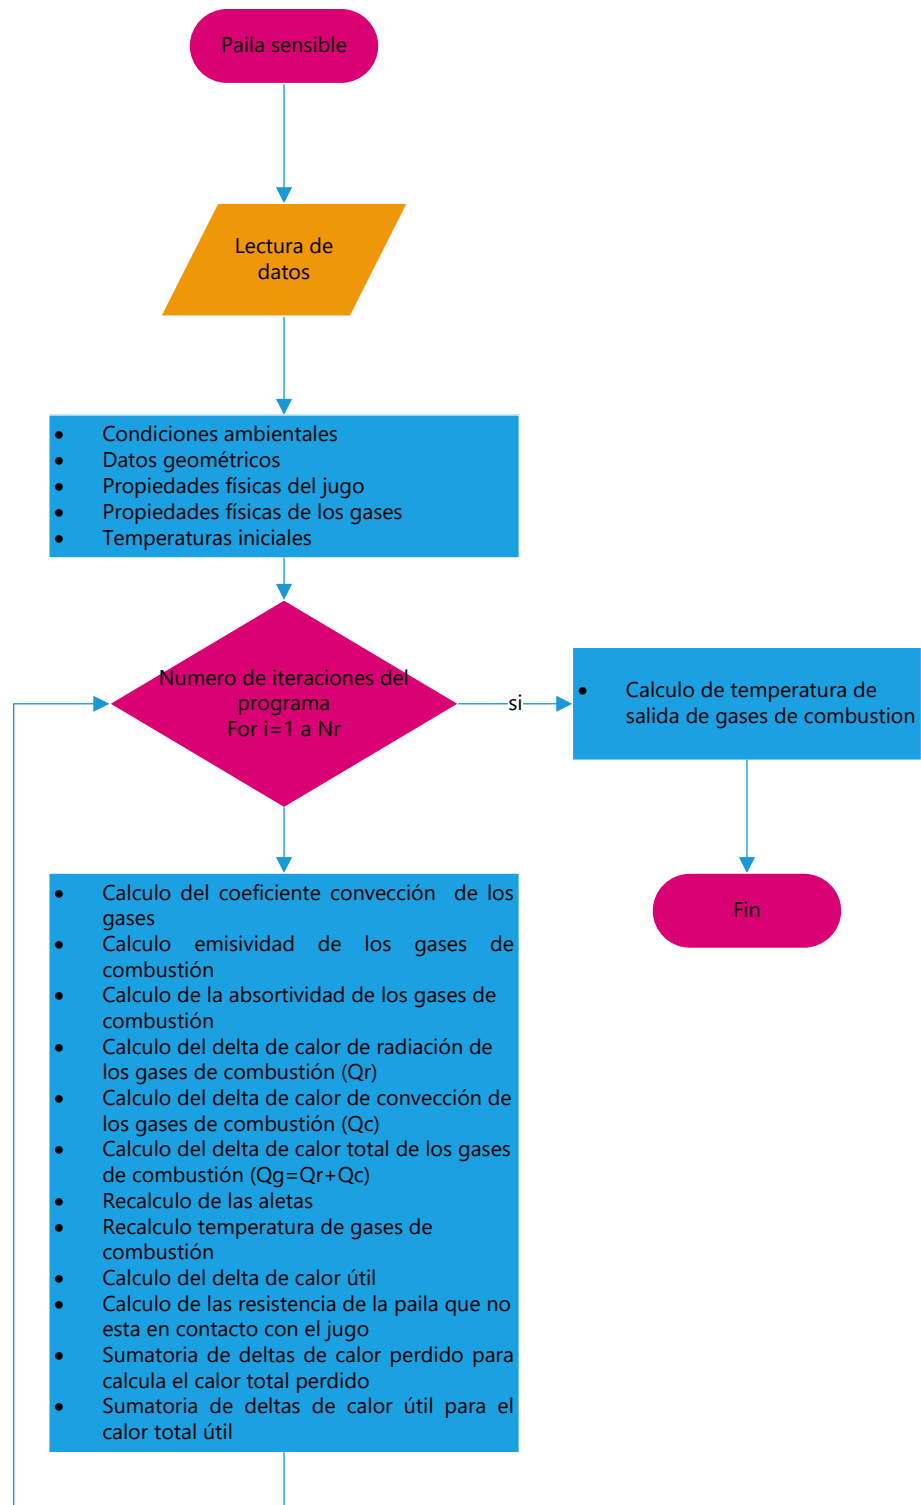 Paila sensible
Lectura de
datos
• Condiciones ambientales
• Datos geométricos
• Propiedades físicas del jugo
• Propiedades físicas de los gases
• Temperaturas iniciales
Numero de iteraciones del
programa
For i=1 a Nr
si
• Calculo de temperatura de
salida de gases de combustion
Fin
• Calculo del coeficiente convección de los
gases
• Calculo emisividad de los gases de
combustión
• Calculo de la absortividad de los gases de
combustión
• Calculo del delta de calor de radiación de
los gases de combustión (Qr)
• Calculo del delta de calor de convección de
los gases de combustión (Qc)
• Calculo del delta de calor total de los gases
de combustión (Qg=Qr+Qc)
• Recalculo de las aletas
• Recalculo temperatura de gases de
combustión
• Calculo del delta de calor útil
• Calculo de las resistencia de la paila que no
esta en contacto con el jugo
• Sumatoria de deltas de calor perdido para
calcula el calor total perdido
• Sumatoria de deltas de calor útil para el
calor total útil